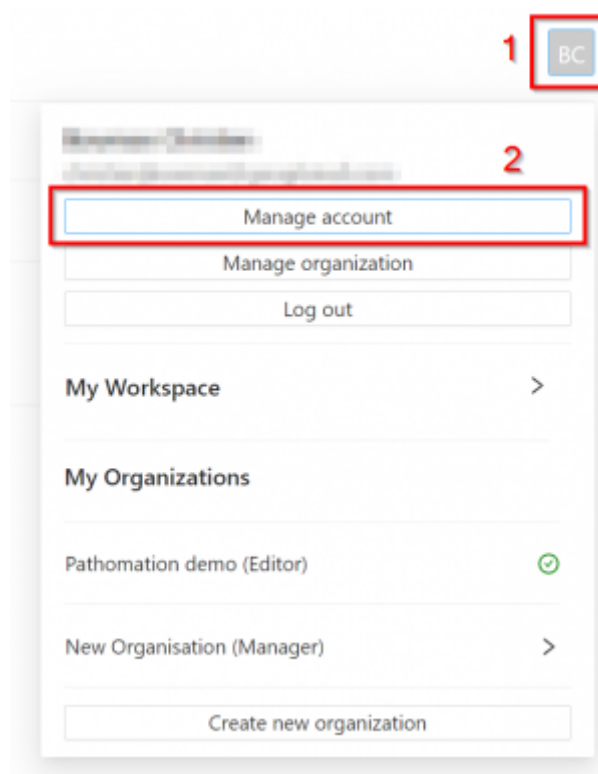 1
BC
2
Manage account
Manage organization
Log out
My Workspace
My Organizations
Pathomation demo (Editor)
New Organisation (Manager)
Create new organization